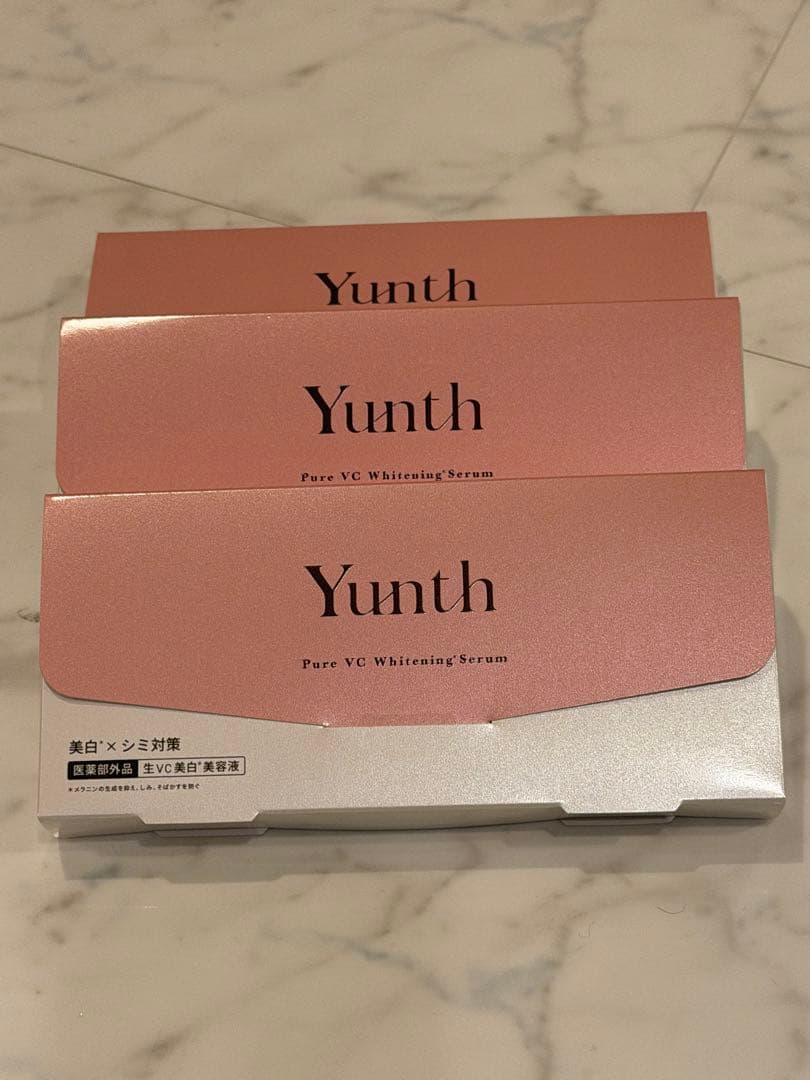 Yunth
Yunth
Pure VC Whitening*Serum
Yunth
Pure VC Whitening*Serum
美白*×シミ対策
医薬部外品 生VC美白*美容液
*メラニンの生成を抑え、しみ、そばかすを防ぐ